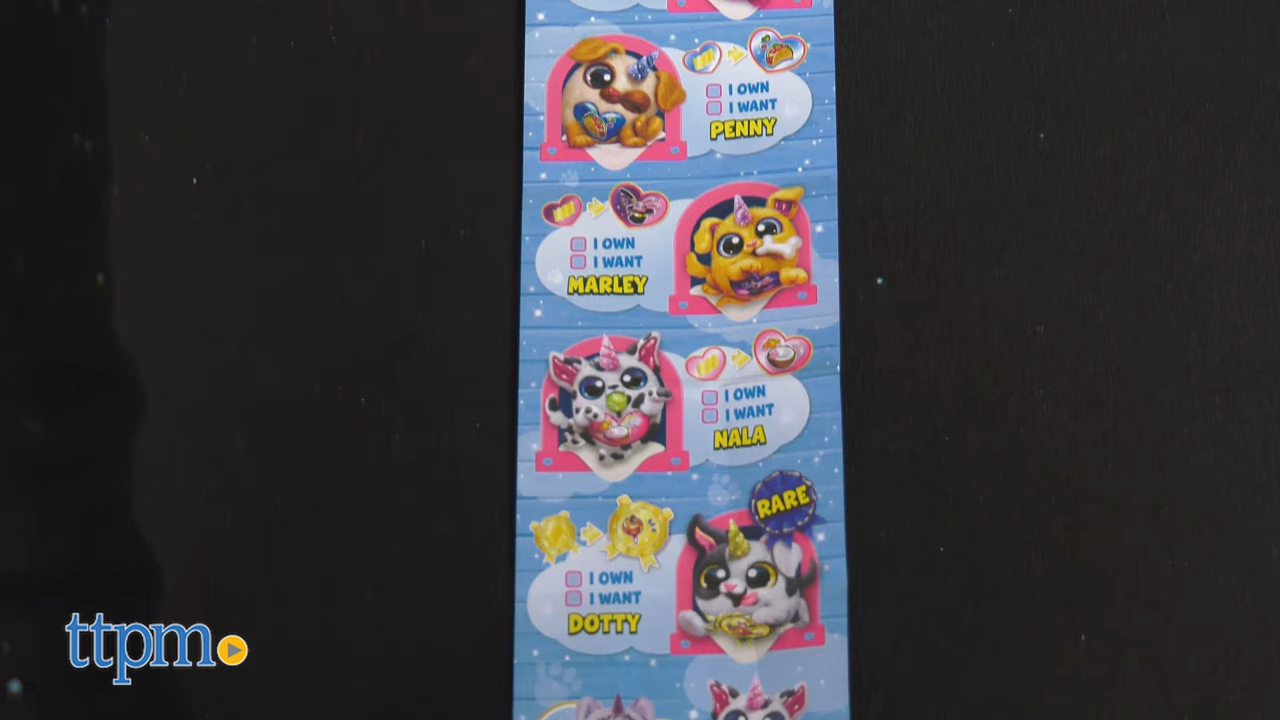 I OWN
I WANT
PENNY
I OWN
I WANT
MARLEY
I OWN
I WANT
NALA
RARE
I OWN
I WANT
DOTTY
ttpm